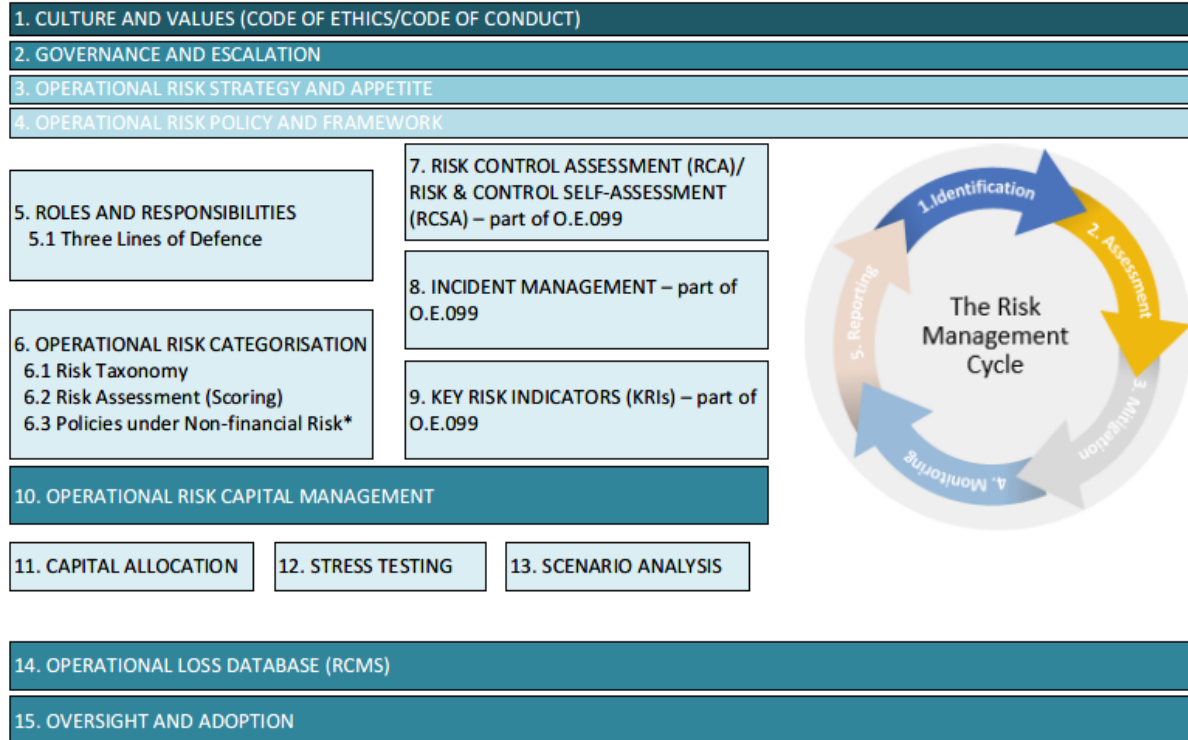 1. CULTURE AND VALUES (CODE OF ETHICS/CODE OF CONDUCT)
2. GOVERNANCE AND ESCALATION
3. OPERATIONAL RISK STRATEGY AND APPETITE
4. OPERATIONAL RISK POLICY AND FRAMEWORK
5. ROLES AND RESPONSIBILITIES
5.1 Three Lines of Defence
6. OPERATIONAL RISK CATEGORISATION
6.1 Risk Taxonomy
6.2 Risk Assessment (Scoring)
6.3 Policies under Non-financial Risk*
7. RISK CONTROL ASSESSMENT (RCA)/
RISK & CONTROL SELF-ASSESSMENT
(RCSA) – part of O.E.099
8. INCIDENT MANAGEMENT – part of
O.E.099
9. KEY RISK INDICATORS (KRIs) – part of
O.E.099
1.Identification
2. Assessment
3. Mitigation
4. Monitoring
5. Reporting
The Risk
Management
Cycle
10. OPERATIONAL RISK CAPITAL MANAGEMENT
11. CAPITAL ALLOCATION
12. STRESS TESTING
13. SCENARIO ANALYSIS
14. OPERATIONAL LOSS DATABASE (RCMS)
15. OVERSIGHT AND ADOPTION